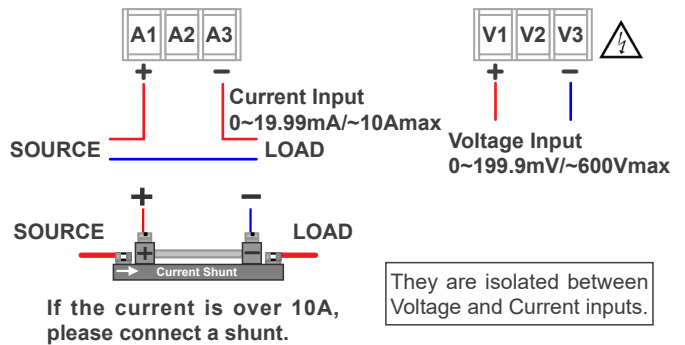 A1 A2 A3
+ −
Current Input
0~19.99mA/~10Amax
SOURCE LOAD
V1 V2 V3
+ −
Voltage Input
0~199.9mV/~600Vmax
+ −
SOURCE LOAD
+ −
Current Shunt
If the current is over 10A,
please connect a shunt.
They are isolated between
Voltage and Current inputs.